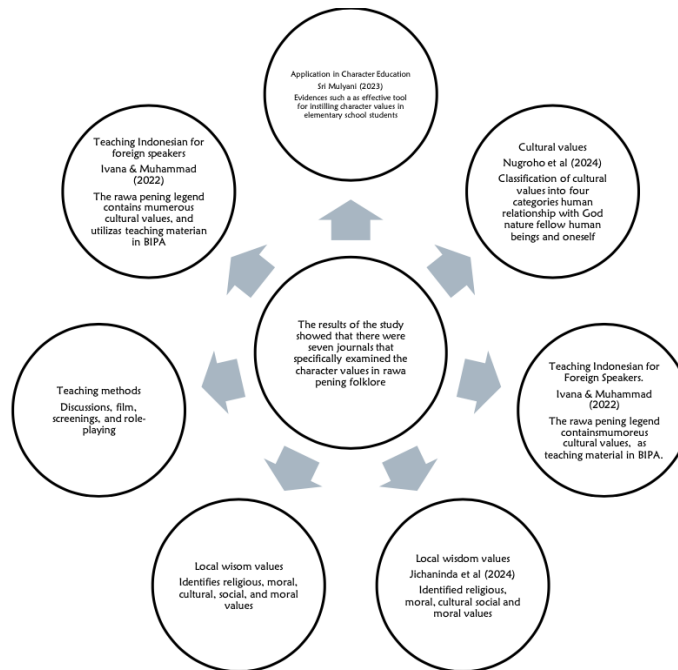 Application in Character Education
Sri Mulyani (2023)
Evidences such a as effective tool
for instilling character values in
elementary school students
Teaching Indonesian for
foreign speakers
Ivana & Muhammad
(2022)
The rawa pening legend
contains mumerous
cultural values, and
utilizas teaching materian
in BIPA
Cultural values
Nugroho et al (2024)
Classification of cultural
values into four
categories human
relationship with God
nature fellow human
beings and oneself
The results of the study
showed that there were
seven journals that
specifically examined the
character values in rawa
pening folklore
Teaching methods
Discussions, film,
screenings, and role-
playing
Teaching Indonesian for
Foreign Speakers.
Ivana & Muhammad
(2022)
The rawa pening legend
containsmumoreus
cultural values, as
teaching material in BIPA.
Local wisom values
Identifies religious, moral,
cultural, social, and moral
values
Local wisdom values
Jichaninda et al (2024)
Identified religious,
moral, cultural social and
moral values